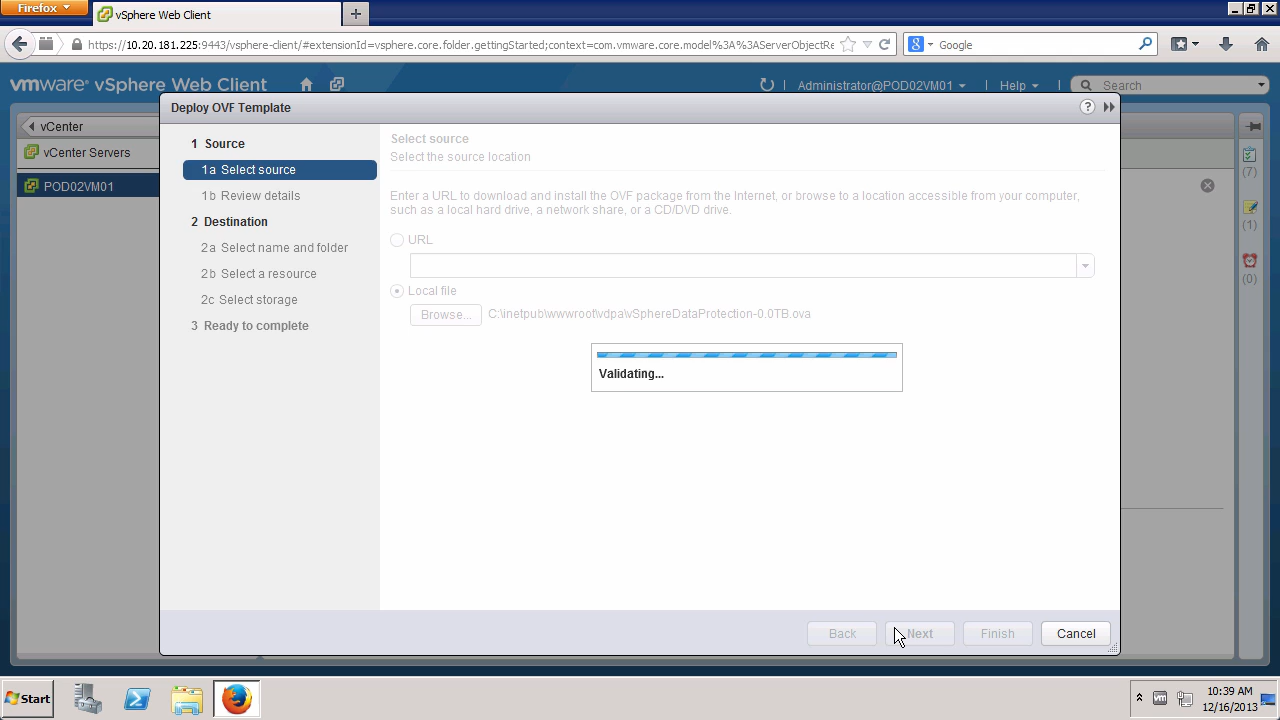 Firefox
vSphere Web Client
https://10.20.181.225:9443/vsphere-client/#extensionId=vsphere.core.folder.gettingStarted;context=com.vmware.core.model%3A%3AServerObjectRe
Google
vmware vSphere Web Client
Administrator@POD02VM01
Help
Search
Deploy OVF Template
vCenter
vCenter Servers
POD02VM01
1 Source
1a Select source
1b Review details
2 Destination
2a Select name and folder
2b Select a resource
2c Select storage
3 Ready to complete
Select source
Select the source location
Enter a URL to download and install the OVF package from the Internet, or browse to a location accessible from your computer,
such as a local hard drive, a network share, or a CD/DVD drive.
URL
Local file
Browse...
C:\inetpub\wwwroot\vdpa\vSphereDataProtection-0.0TB.ova
Validating...
Back
Next
Finish
Cancel
(7)
(1)
(0)
Start
10:39 AM
12/16/2013